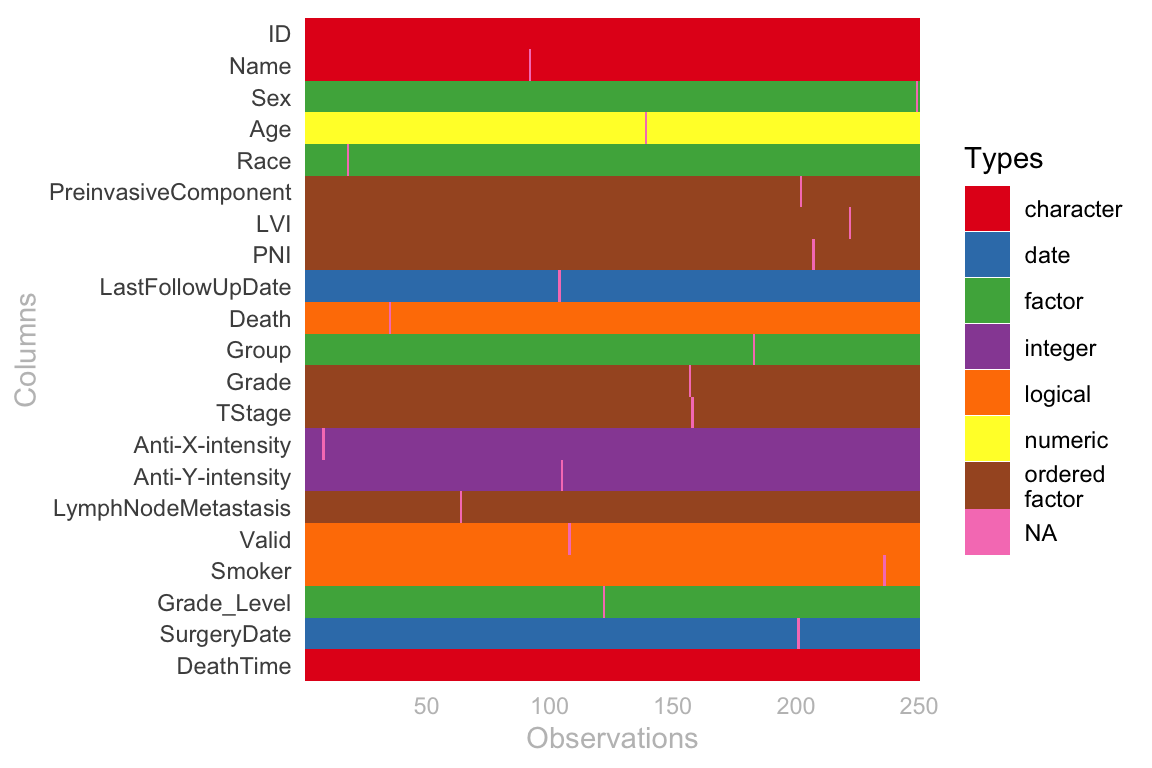 ID
Name
Sex
Age
Race
PreinvasiveComponent
LVI
PNI
LastFollowUpDate
Death
Group
Grade
TStage
Anti-X-intensity
Anti-Y-intensity
LymphNodeMetastasis
Valid
Smoker
Grade_Level
SurgeryDate
DeathTime
Columns
50 100 150 200 250
Observations
Types
character
date
factor
integer
logical
numeric
ordered
factor
NA